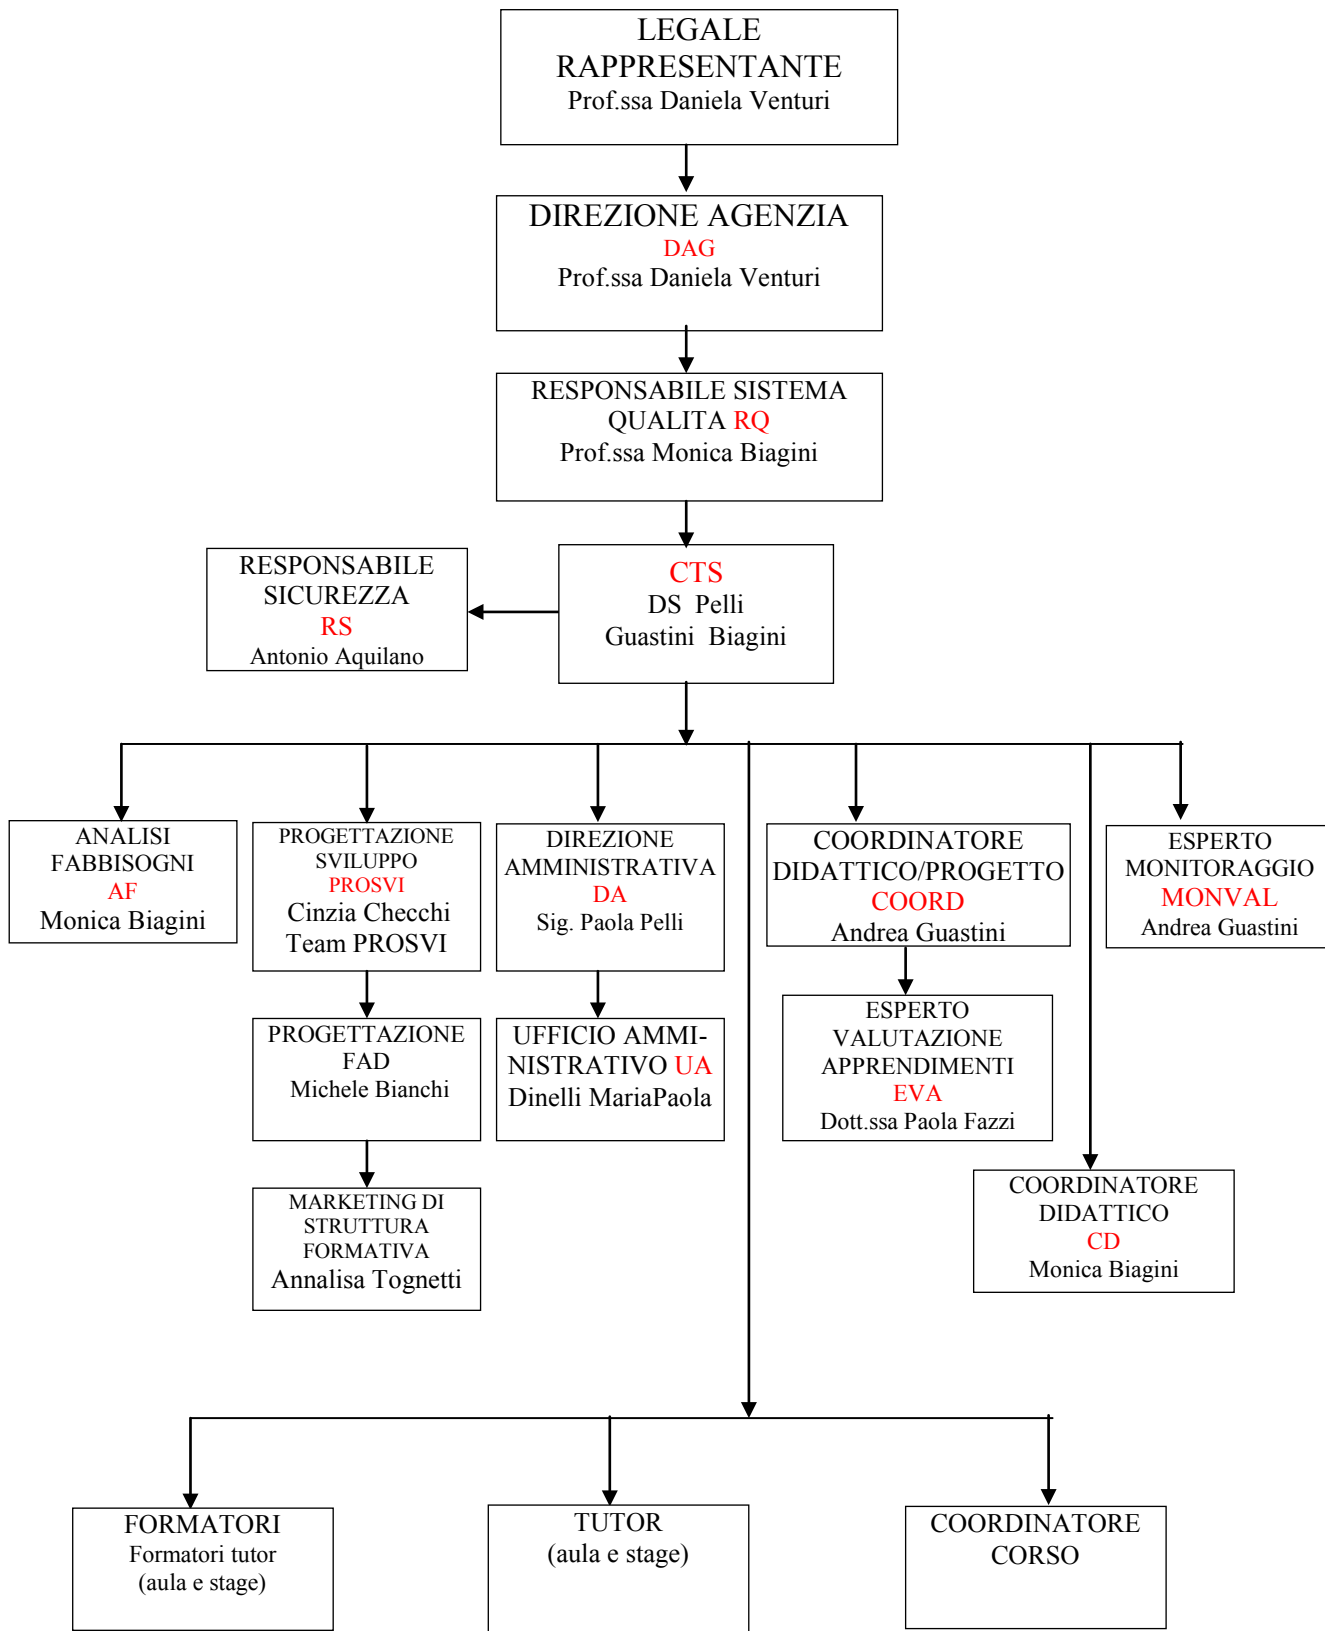 LEGALE
RAPPRESENTANTE
Prof.ssa Daniela Venturi
DIREZIONE AGENZIA
DAG
Prof.ssa Daniela Venturi
RESPONSABILE SISTEMA
QUALITA RQ
Prof.ssa Monica Biagini
RESPONSABILE
SICUREZZA
RS
Antonio Aquilano
CTS
DS Pelli
Guastini Biagini
ANALISI
FABBISOGNI
AF
Monica Biagini
PROGETTAZIONE
SVILUPPO
PROSVI
Cinzia Checchi
Team PROSVI
DIREZIONE
AMMINISTRATIVA
DA
Sig. Paola Pelli
COORDINATORE
DIDATTICO/PROGETTO
COORD
Andrea Guastini
ESPERTO
MONITORAGGIO
MONVAL
Andrea Guastini
PROGETTAZIONE
FAD
Michele Bianchi
UFFICIO AMMI-
NISTRATIVO UA
Dinelli MariaPaola
ESPERTO
VALUTAZIONE
APPRENDIMENTI
EVA
Dott.ssa Paola Fazzi
MARKETING DI
STRUTTURA
FORMATIVA
Annalisa Tognetti
COORDINATORE
DIDATTICO
CD
Monica Biagini
FORMATORI
Formatori tutor
(aula e stage)
TUTOR
(aula e stage)
COORDINATORE
CORSO